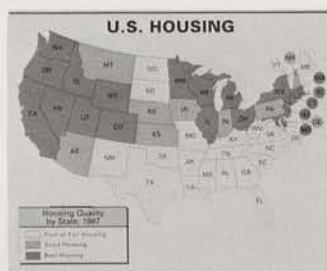 U.S. HOUSING
WA
MT
ND
OR
ID
WY
SD
MN
WI
MI
NY
VT
NH
ME
MA
NV
UT
CO
NE
IA
IL
IN
OH
PA
CA
KS
MO
KY
WV
VA
AZ
NM
OK
AR
TN
NC
SC
TX
LA
MS
AL
GA
FL
Housing Quality
by State, 1987
Poor or Fair Housing
Good Housing
Best Housing